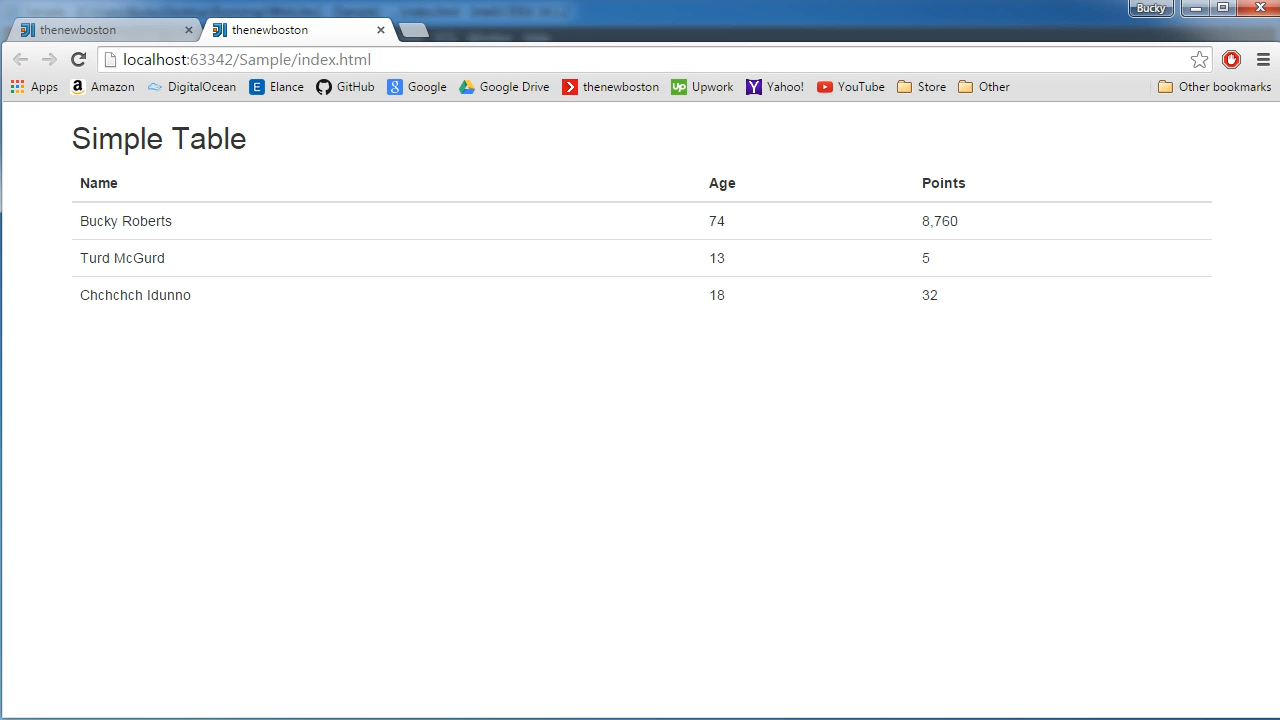 Bucky
thenewboston thenewboston
localhost:63342/Sample/index.html
Apps Amazon DigitalOcean Elance GitHub Google Google Drive thenewboston Upwork Yahoo! YouTube Store Other Other bookmarks
Simple Table
Name Age Points
Bucky Roberts 74 8,760
Turd McGurd 13 5
Chchchch Idunno 18 32